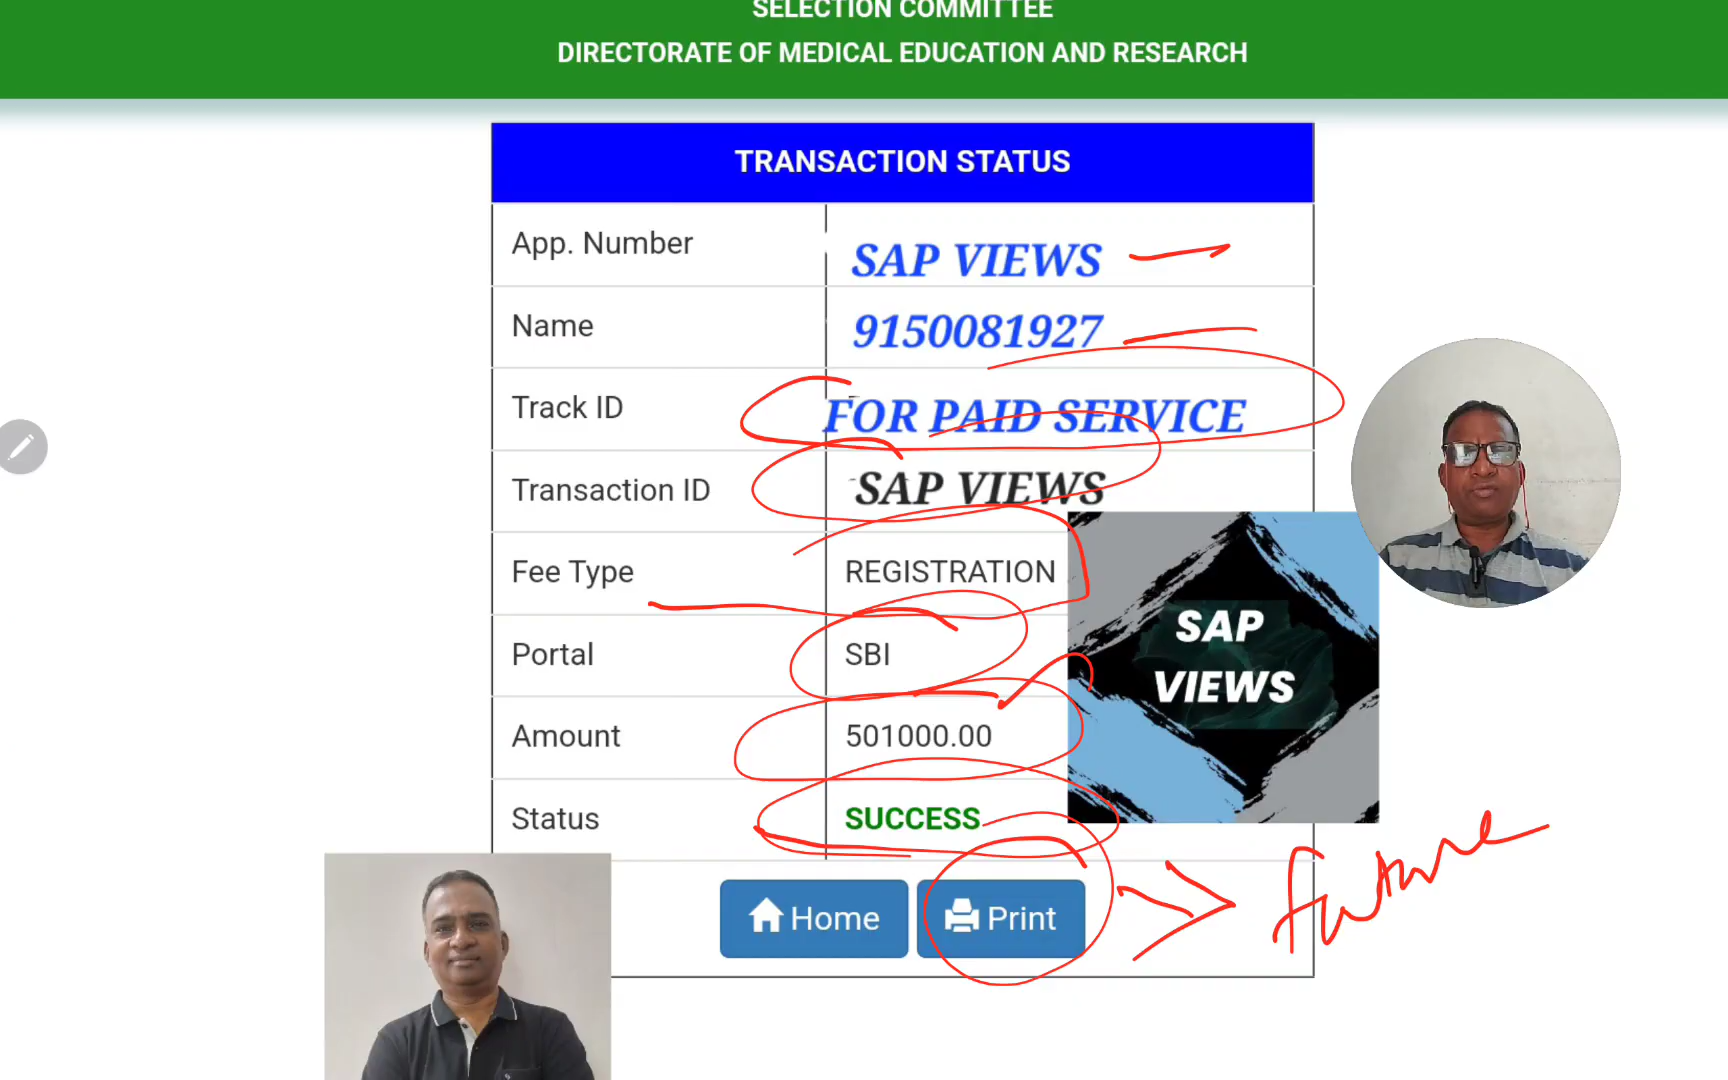 SELECTION COMMITTEE
DIRECTORATE OF MEDICAL EDUCATION AND RESEARCH
TRANSACTION STATUS
App. Number SAP VIEWS
Name 9150081927
Track ID FOR PAID SERVICE
Transaction ID SAP VIEWS
Fee Type REGISTRATION
Portal SBI
Amount 501000.00
Status SUCCESS
Home Print
SAP
VIEWS
future